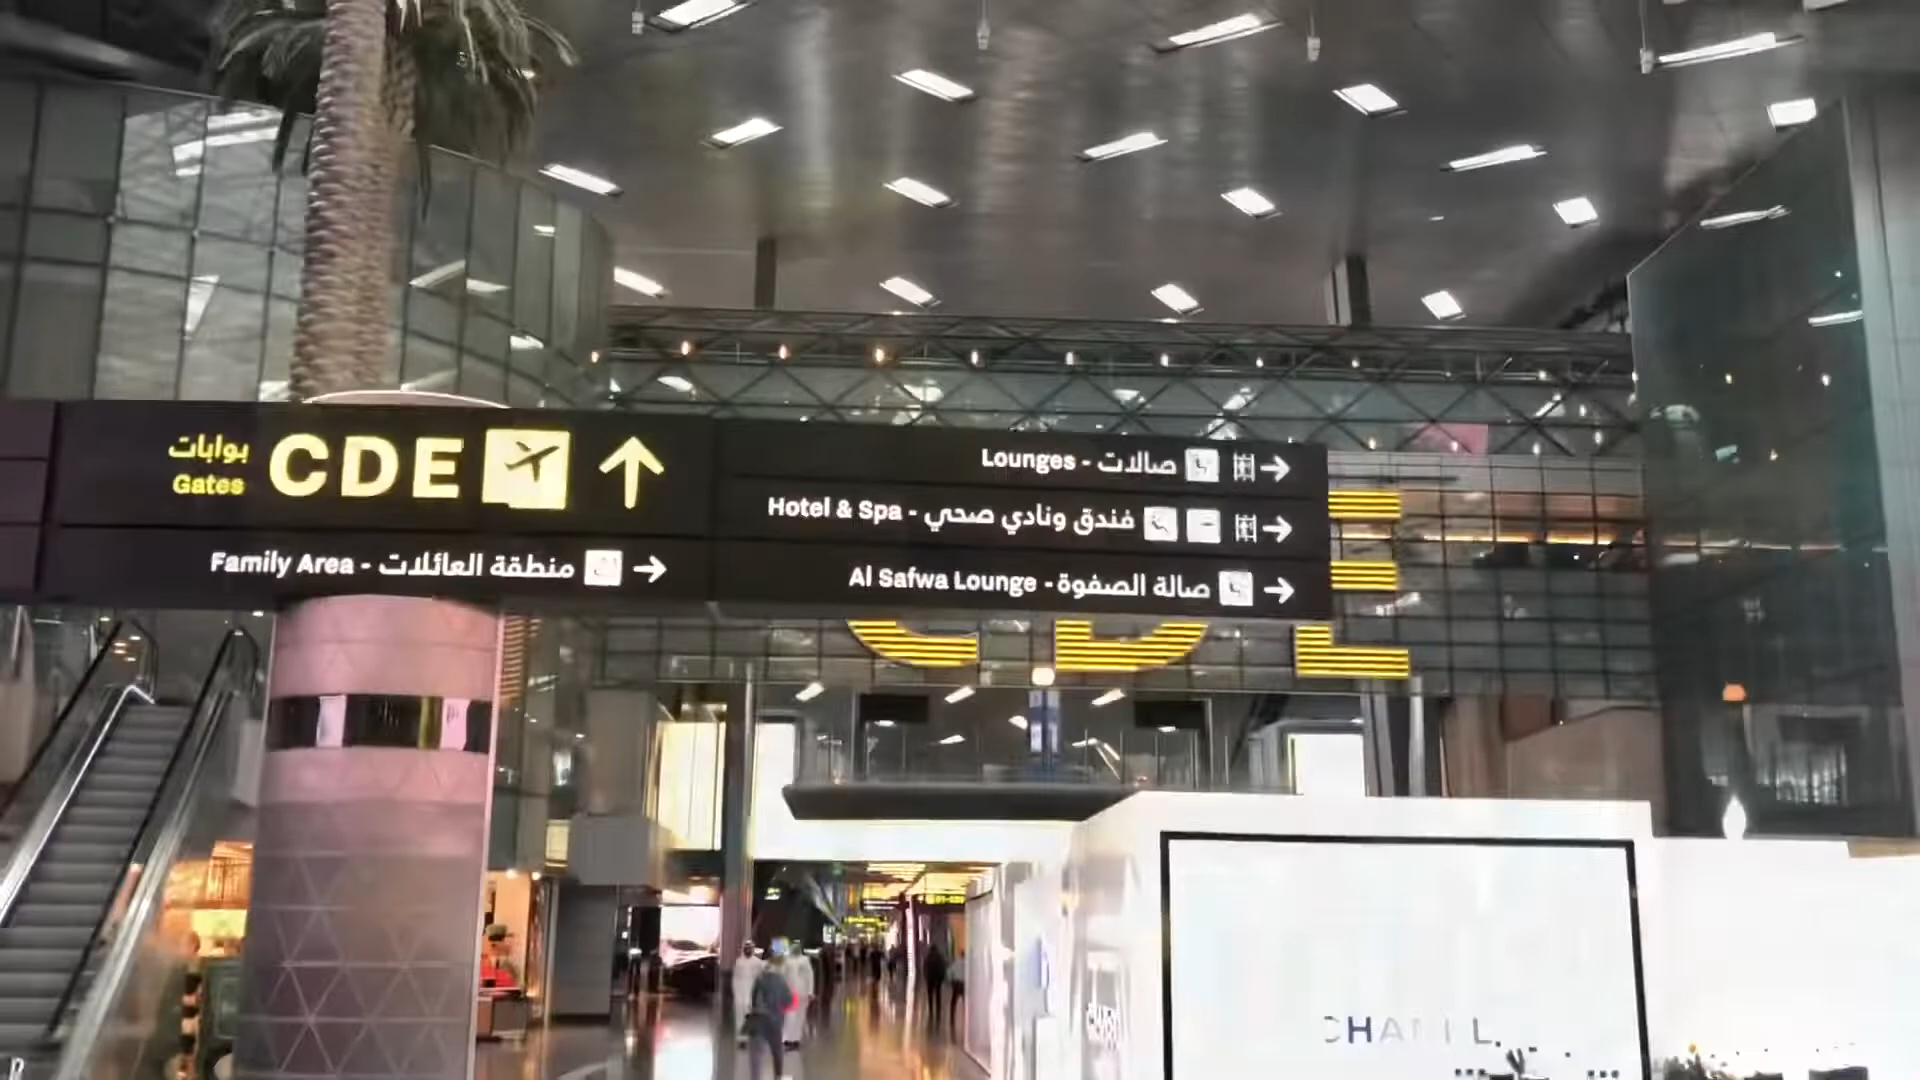 بوابات
Gates
CDE
Family Area - منطقة العائلات
Lounges - صالات
Hotel & Spa - فندق ونادي صحي
Al Safwa Lounge - صالة الصفوة
CDE